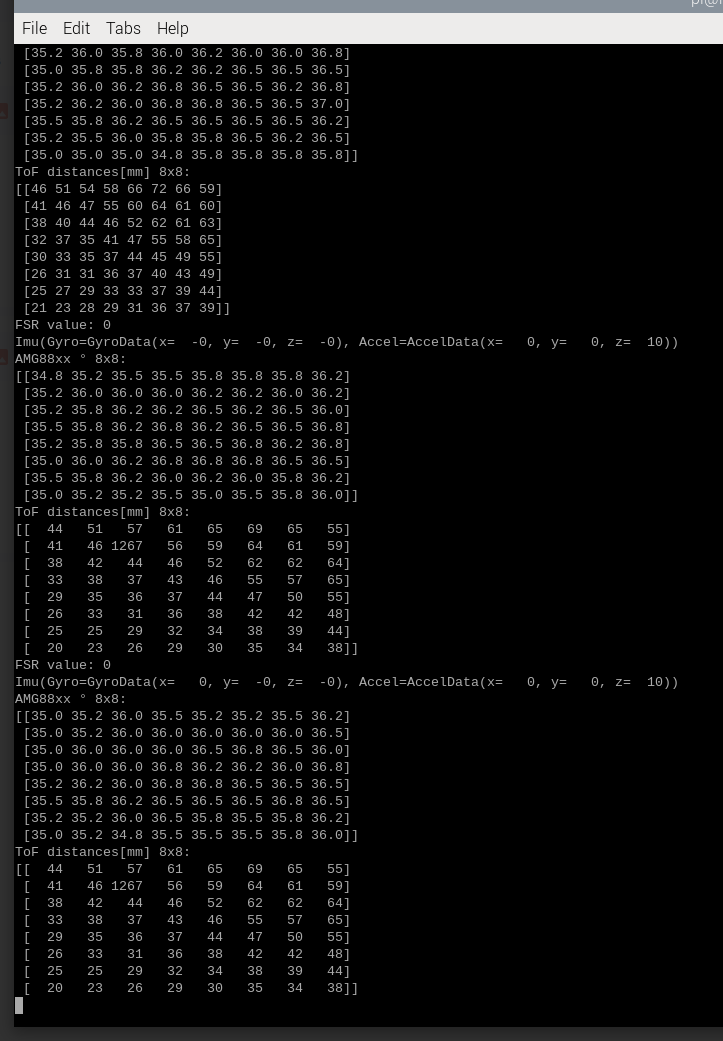 File Edit Tabs Help
[35.2 36.0 35.8 36.0 36.2 36.0 36.0 36.8]
[35.0 35.8 35.8 36.2 36.2 36.5 36.5 36.5]
[35.2 36.0 36.2 36.8 36.5 36.5 36.2 36.8]
[35.2 36.2 36.0 36.8 36.8 36.5 36.5 37.0]
[35.5 35.8 36.2 36.5 36.5 36.5 36.5 36.2]
[35.2 35.5 36.0 35.8 35.8 36.5 36.2 36.5]
[35.0 35.0 35.0 34.8 35.8 35.8 35.8 35.8]]
ToF distances[mm] 8x8:
[[46 51 54 58 66 72 66 59]
[41 46 47 55 60 64 61 60]
[38 40 44 46 52 62 61 63]
[32 37 35 41 47 55 58 65]
[30 33 35 37 44 45 49 55]
[26 31 31 36 37 40 43 49]
[25 27 29 33 33 37 39 44]
[21 23 28 29 31 36 37 39]]
FSR value: 0
Imu(Gyro=GyroData(x=  -0, y=  -0, z=  -0), Accel=AccelData(x=   0, y=   0, z=  10))
AMG88xx ° 8x8:
[[34.8 35.2 35.5 35.5 35.8 35.8 35.8 36.2]
[35.2 36.0 36.0 36.0 36.2 36.2 36.0 36.2]
[35.2 35.8 36.2 36.2 36.5 36.2 36.5 36.0]
[35.5 35.8 36.2 36.8 36.2 36.5 36.5 36.8]
[35.2 35.8 35.8 36.5 36.5 36.8 36.2 36.8]
[35.0 36.0 36.2 36.8 36.8 36.8 36.5 36.5]
[35.5 35.8 36.2 36.0 36.2 36.0 35.8 36.2]
[35.0 35.2 35.2 35.5 35.0 35.5 35.8 36.0]]
ToF distances[mm] 8x8:
[[  44   51   57   61   65   69   65   55]
[  41   46 1267   56   59   64   61   59]
[  38   42   44   46   52   62   62   64]
[  33   38   37   43   46   55   57   65]
[  29   35   36   37   44   47   50   55]
[  26   33   31   36   38   42   42   48]
[  25   25   29   32   34   38   39   44]
[  20   23   26   29   30   35   34   38]]
FSR value: 0
Imu(Gyro=GyroData(x=   0, y=  -0, z=  -0), Accel=AccelData(x=   0, y=   0, z=  10))
AMG88xx ° 8x8:
[[35.0 35.2 36.0 35.5 35.2 35.2 35.5 36.2]
[35.0 35.2 36.0 36.0 36.0 36.0 36.0 36.5]
[35.0 36.0 36.0 36.0 36.5 36.8 36.5 36.0]
[35.0 36.0 36.0 36.8 36.2 36.2 36.0 36.8]
[35.2 36.2 36.0 36.8 36.8 36.5 36.5 36.5]
[35.5 35.8 36.2 36.5 36.5 36.5 36.8 36.5]
[35.2 35.2 36.0 36.5 35.8 35.5 35.8 36.2]
[35.0 35.2 34.8 35.5 35.5 35.5 35.8 36.0]]
ToF distances[mm] 8x8:
[[  44   51   57   61   65   69   65   55]
[  41   46 1267   56   59   64   61   59]
[  38   42   44   46   52   62   62   64]
[  33   38   37   43   46   55   57   65]
[  29   35   36   37   44   47   50   55]
[  26   33   31   36   38   42   42   48]
[  25   25   29   32   34   38   39   44]
[  20   23   26   29   30   35   34   38]]